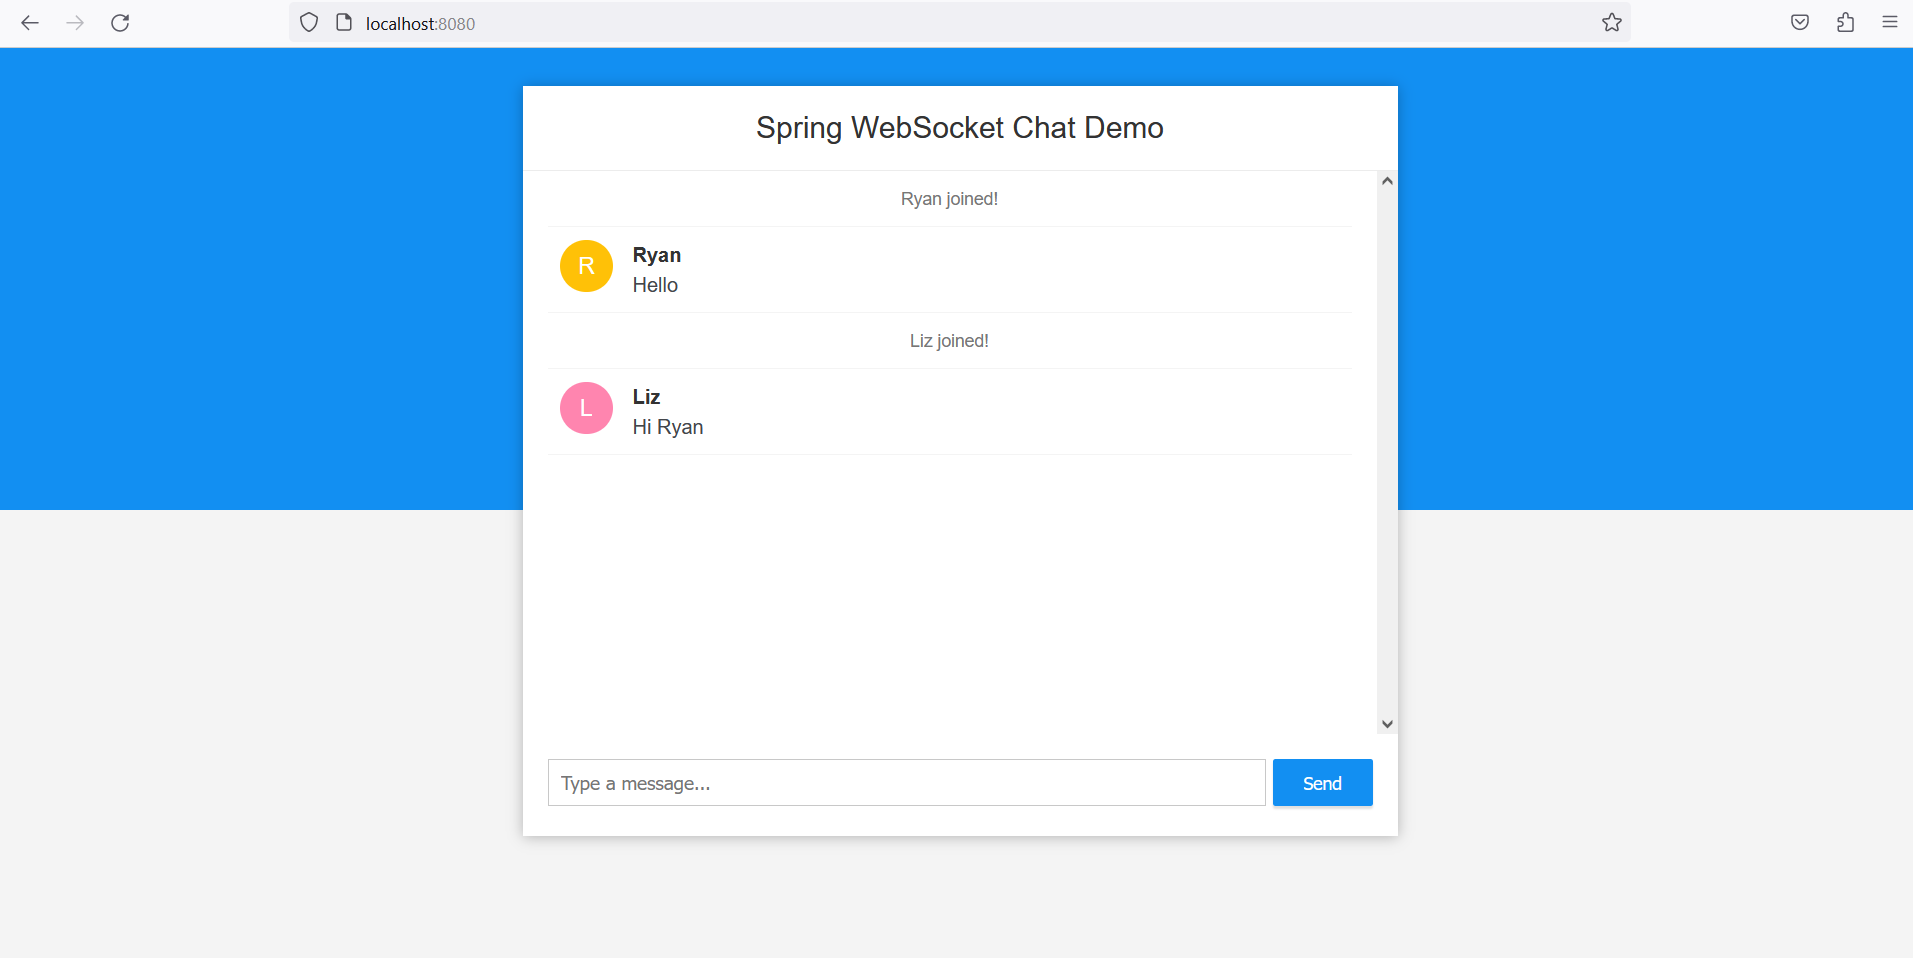 localhost:8080
Spring WebSocket Chat Demo
Ryan joined!
R
Ryan
Hello
Liz joined!
L
Liz
Hi Ryan
Type a message...
Send